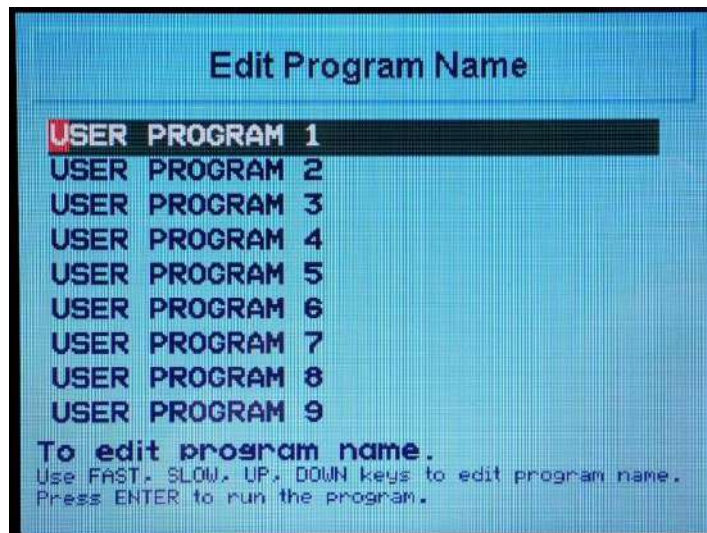 Edit Program Name
USER PROGRAM 1
USER PROGRAM 2
USER PROGRAM 3
USER PROGRAM 4
USER PROGRAM 5
USER PROGRAM 6
USER PROGRAM 7
USER PROGRAM 8
USER PROGRAM 9
To edit program name.
Use FAST, SLOW, UP, DOWN keys to edit program name.
Press ENTER to run the program.